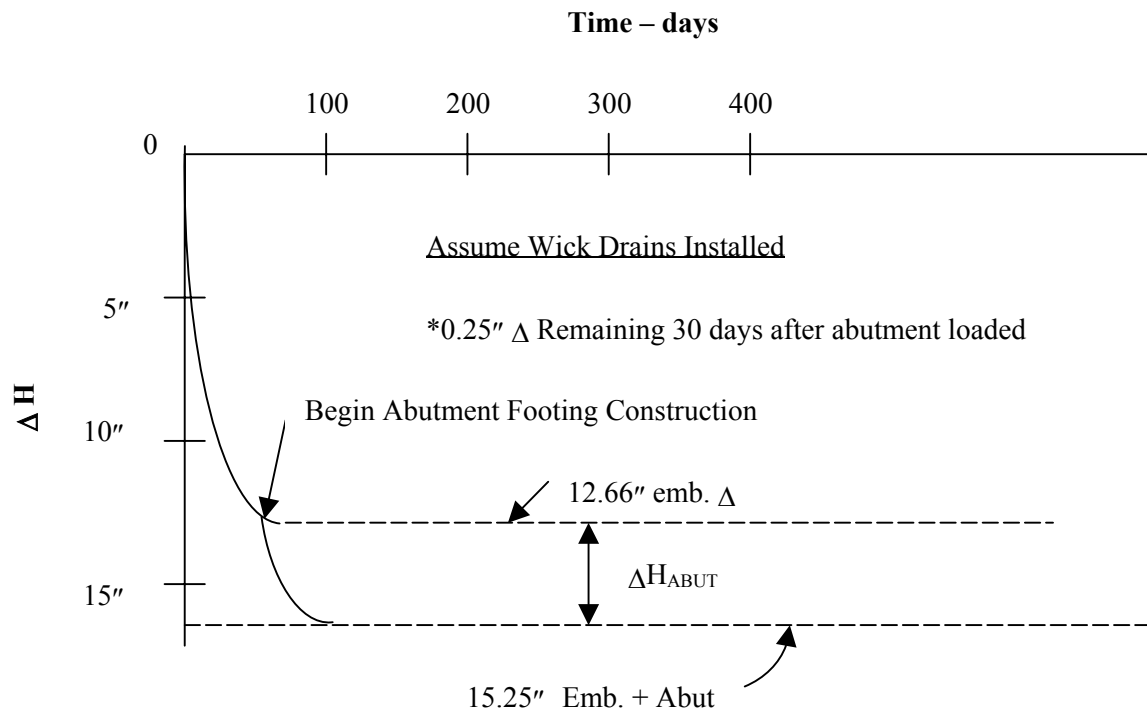 Time – days
100 200 300 400
0
Assume Wick Drains Installed
5″
*0.25″ Δ Remaining 30 days after abutment loaded
Δ H
Begin Abutment Footing Construction
10″
12.66″ emb. Δ
ΔHABUT
15″
15.25″ Emb. + Abut